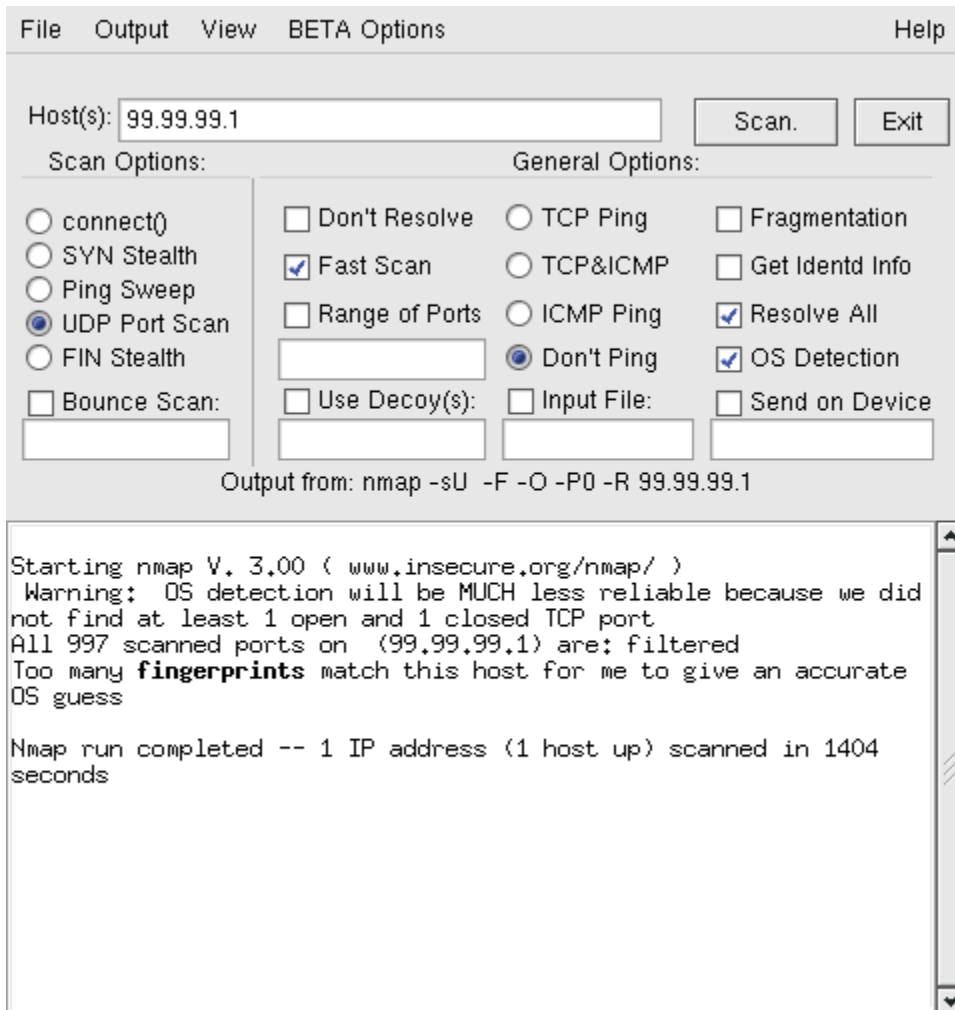 File Output View BETA Options Help
Host(s): 99.99.99.1 Scan. Exit
Scan Options: General Options:
connect() Don't Resolve TCP Ping Fragmentation
SYN Stealth Fast Scan TCP&ICMP Get Identd Info
Ping Sweep Range of Ports ICMP Ping Resolve All
UDP Port Scan
FIN Stealth Don't Ping OS Detection
Bounce Scan: Use Decoy(s): Input File: Send on Device
Output from: nmap -sU -F -O -P0 -R 99.99.99.1
Starting nmap V. 3.00 ( www.insecure.org/nmap/ )
Warning: OS detection will be MUCH less reliable because we did
not find at least 1 open and 1 closed TCP port
All 997 scanned ports on (99.99.99.1) are: filtered
Too many fingerprints match this host for me to give an accurate
OS guess
Nmap run completed -- 1 IP address (1 host up) scanned in 1404
seconds